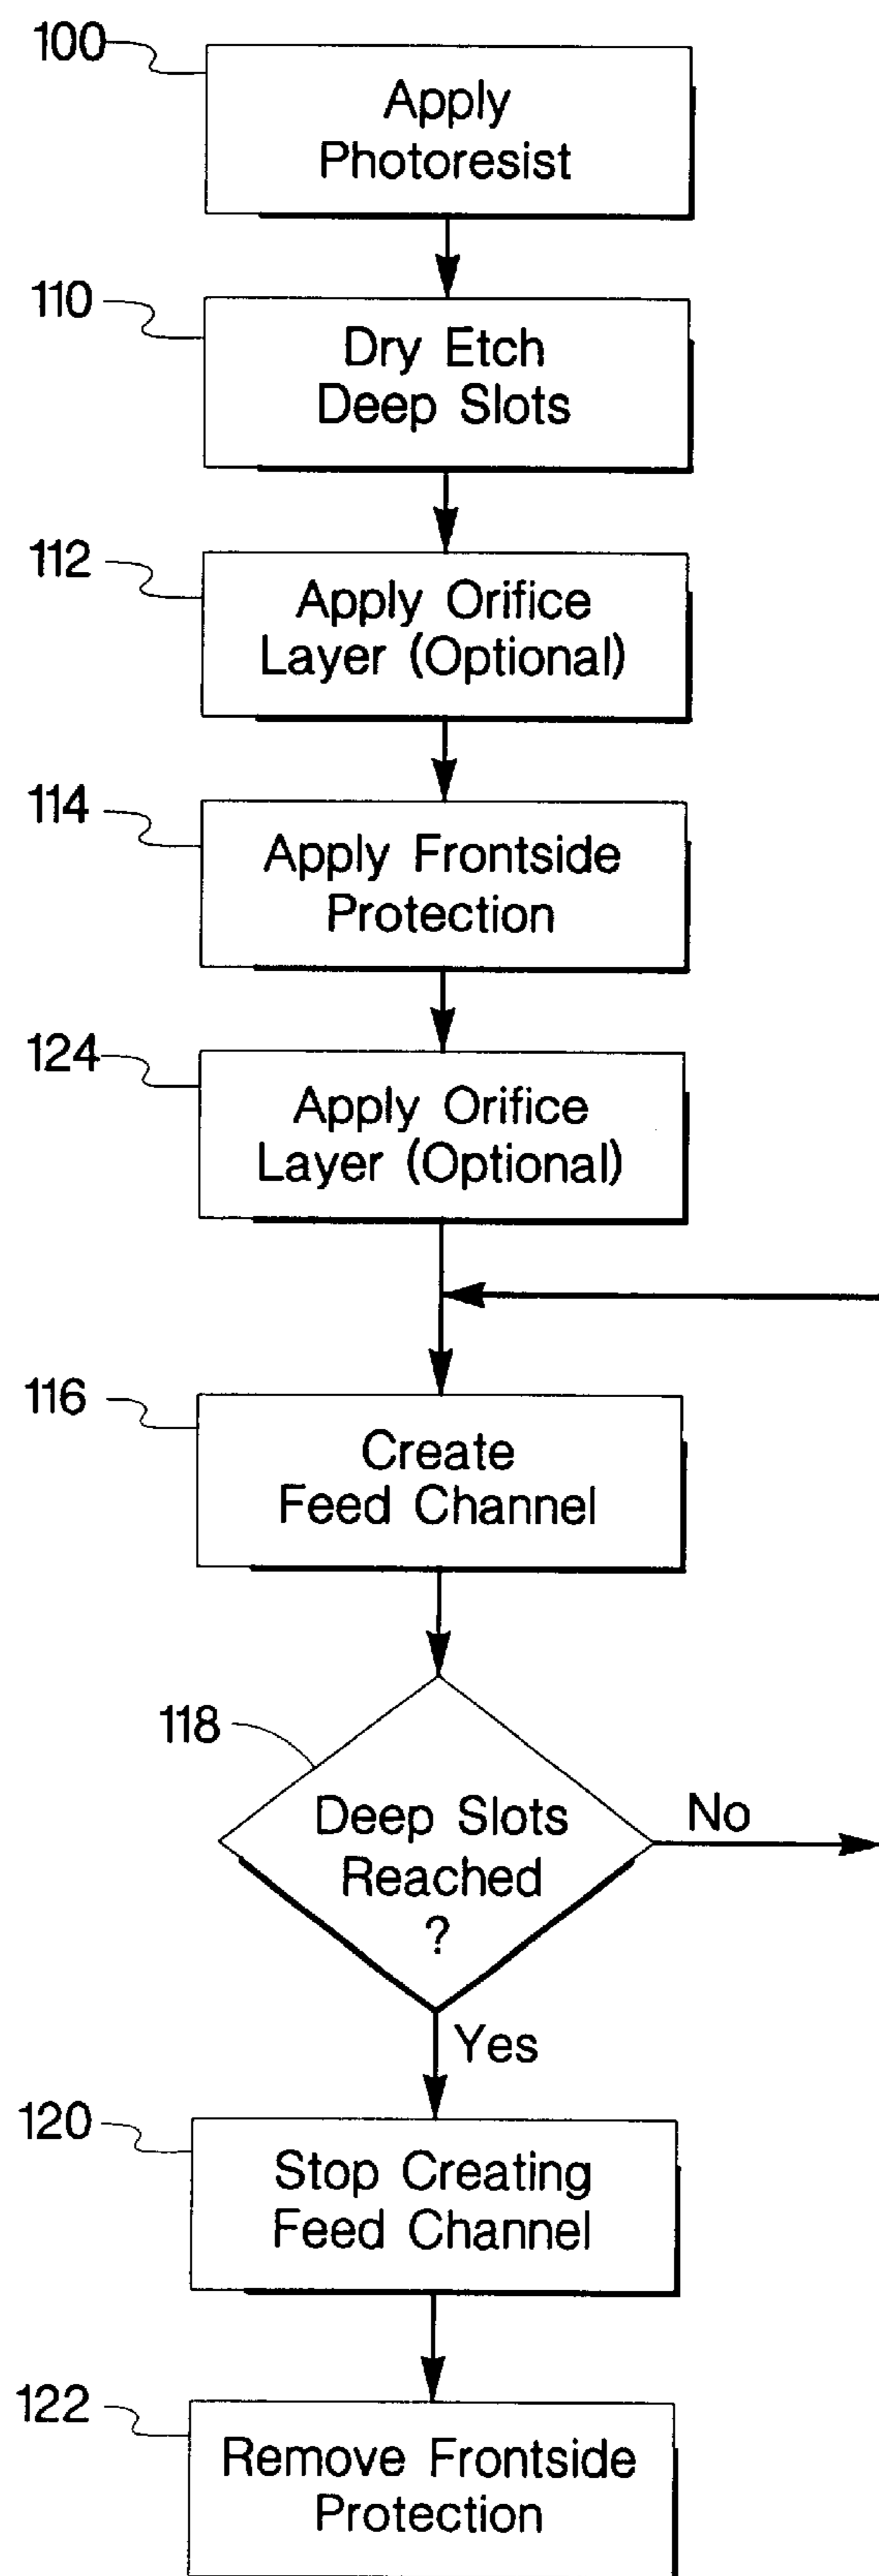 100
Apply
Photoresist
110
Dry Etch
Deep Slots
112
Apply Orifice
Layer (Optional)
114
Apply Frontside
Protection
124
Apply Orifice
Layer (Optional)
116
Create
Feed Channel
118
Deep Slots
Reached
?
No
Yes
120
Stop Creating
Feed Channel
122
Remove Frontside
Protection